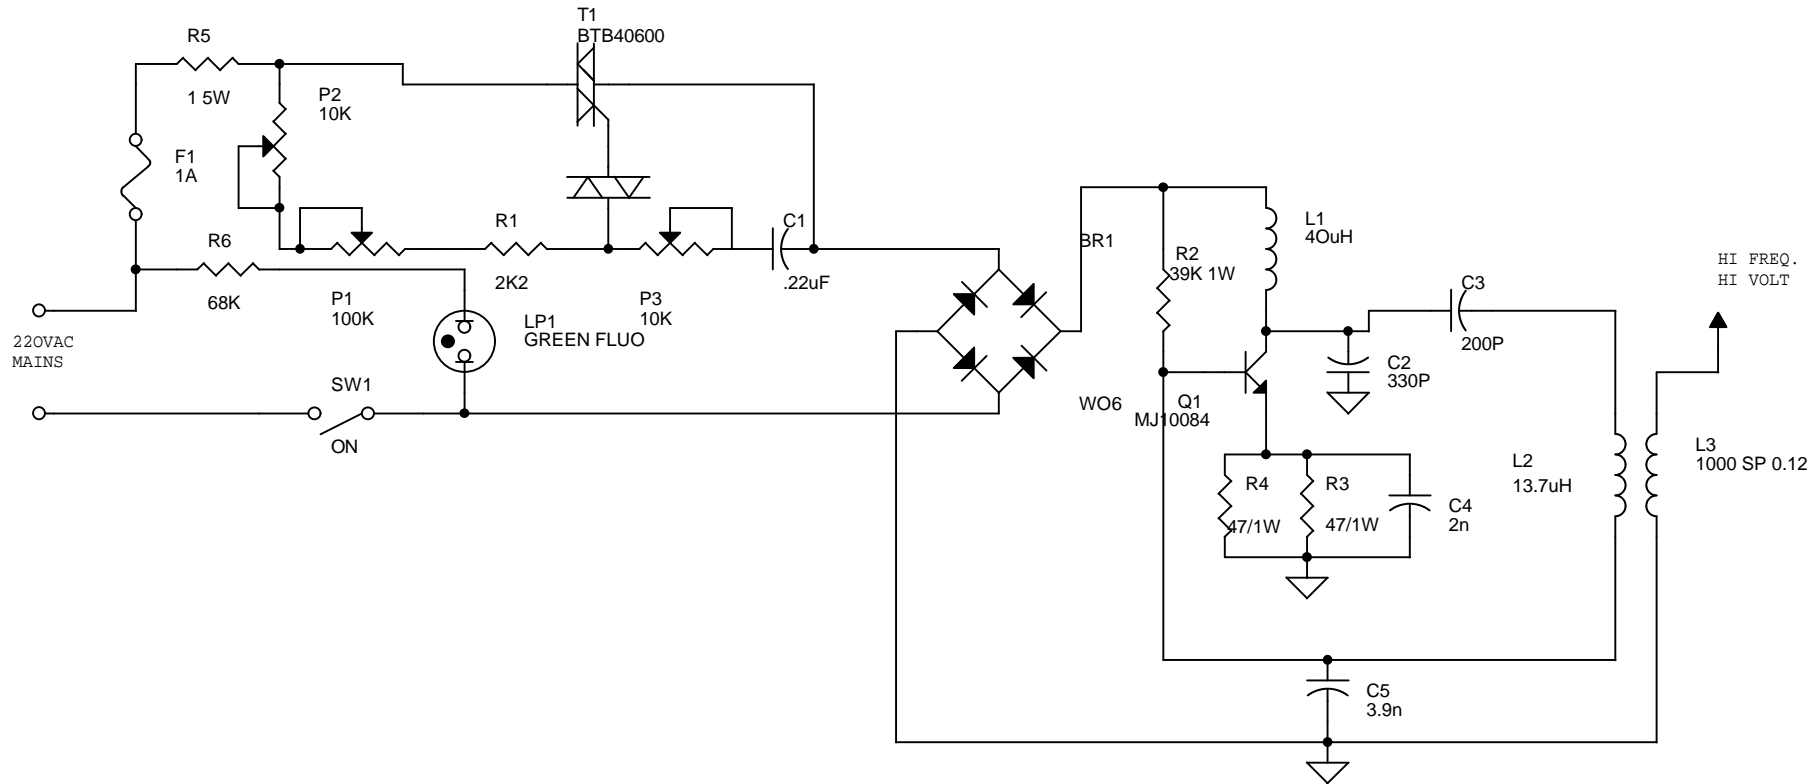 T1
BTB40600
R5
1 5W
P2
10K
F1
1A
R6
68K
P1
100K
R1
2K2
P3
10K
C1
.22uF
LP1
GREEN FLUO
22OVAC
MAINS
SW1
ON
BR1
WO6
R2
39K 1W
L1
4OuH
Q1
MJ10084
C2
330P
C3
200P
HI FREQ.
HI VOLT
R4
47/1W
R3
47/1W
C4
2n
L2
13.7uH
L3
1000 SP 0.12
C5
3.9n